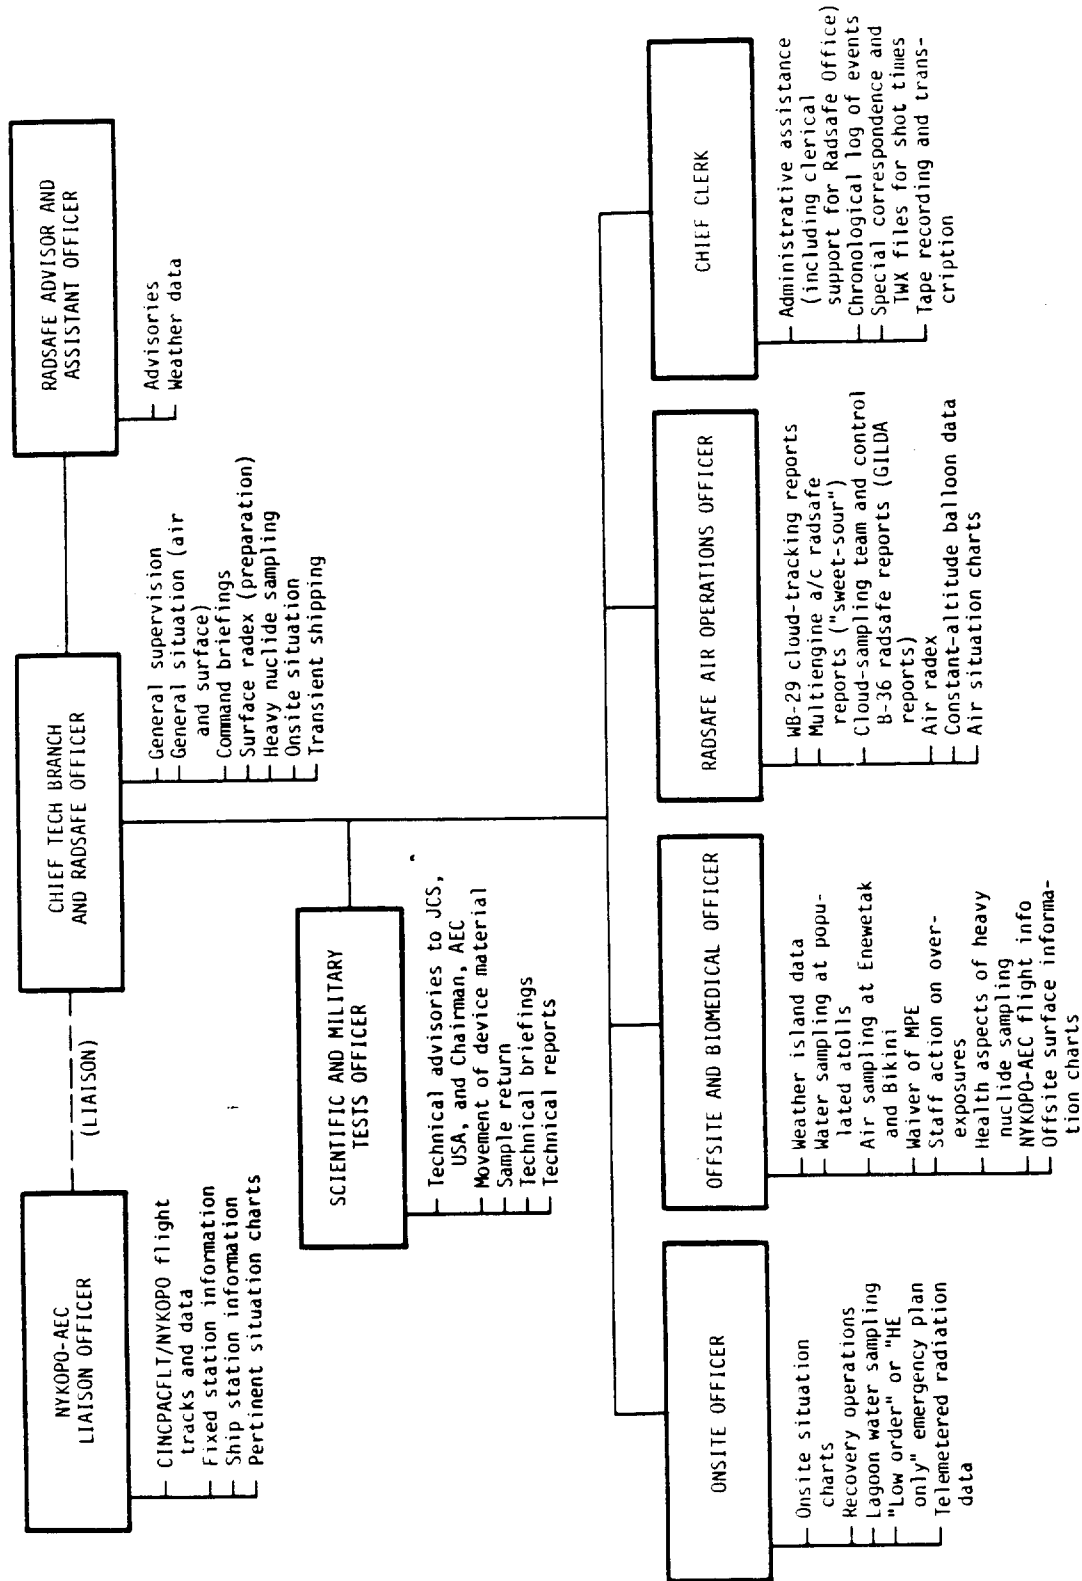 NYKOPO-AEC
LIAISON OFFICER
CINCPACFLT/NYKOPO flight
tracks and data
Fixed station information
Ship station information
Pertinent situation charts
(LIAISON)
CHIEF TECH BRANCH
AND RADSAFE OFFICER
General supervision
General situation (air
and surface)
Command briefings
Surface radex (preparation)
Heavy nuclide sampling
Onsite situation
Transient shipping
RADSAFE ADVISOR AND
ASSISTANT OFFICER
Advisories
Weather data
SCIENTIFIC AND MILITARY
TESTS OFFICER
Technical advisories to JCS,
USA, and Chairman, AEC
Movement of device material
Sample return
Technical briefings
Technical reports
ONSITE OFFICER
Onsite situation
charts
Recovery operations
Lagoon water sampling
"Low order" or "HE
only" emergency plan
Telemetered radiation
data
OFFSITE AND BIOMEDICAL OFFICER
Weather island data
Water sampling at popu-
lated atolls
Air sampling at Enewetak
and Bikini
Waiver of MPE
Staff action on over-
exposures
Health aspects of heavy
nuclide sampling
NYKOPO-AEC flight info
Offsite surface informa-
tion charts
RADSAFE AIR OPERATIONS OFFICER
WB-29 cloud-tracking reports
Multiengine a/c radsafe
reports ("sweet-sour")
Cloud-sampling team and control
B-36 radsafe reports (GILDA
reports)
Air radex
Constant-altitude balloon data
Air situation charts
CHIEF CLERK
Administrative assistance
(including clerical
support for Radsafe Office)
Chronological log of events
Special correspondence and
TWX files for shot times
Tape recording and trans-
cription